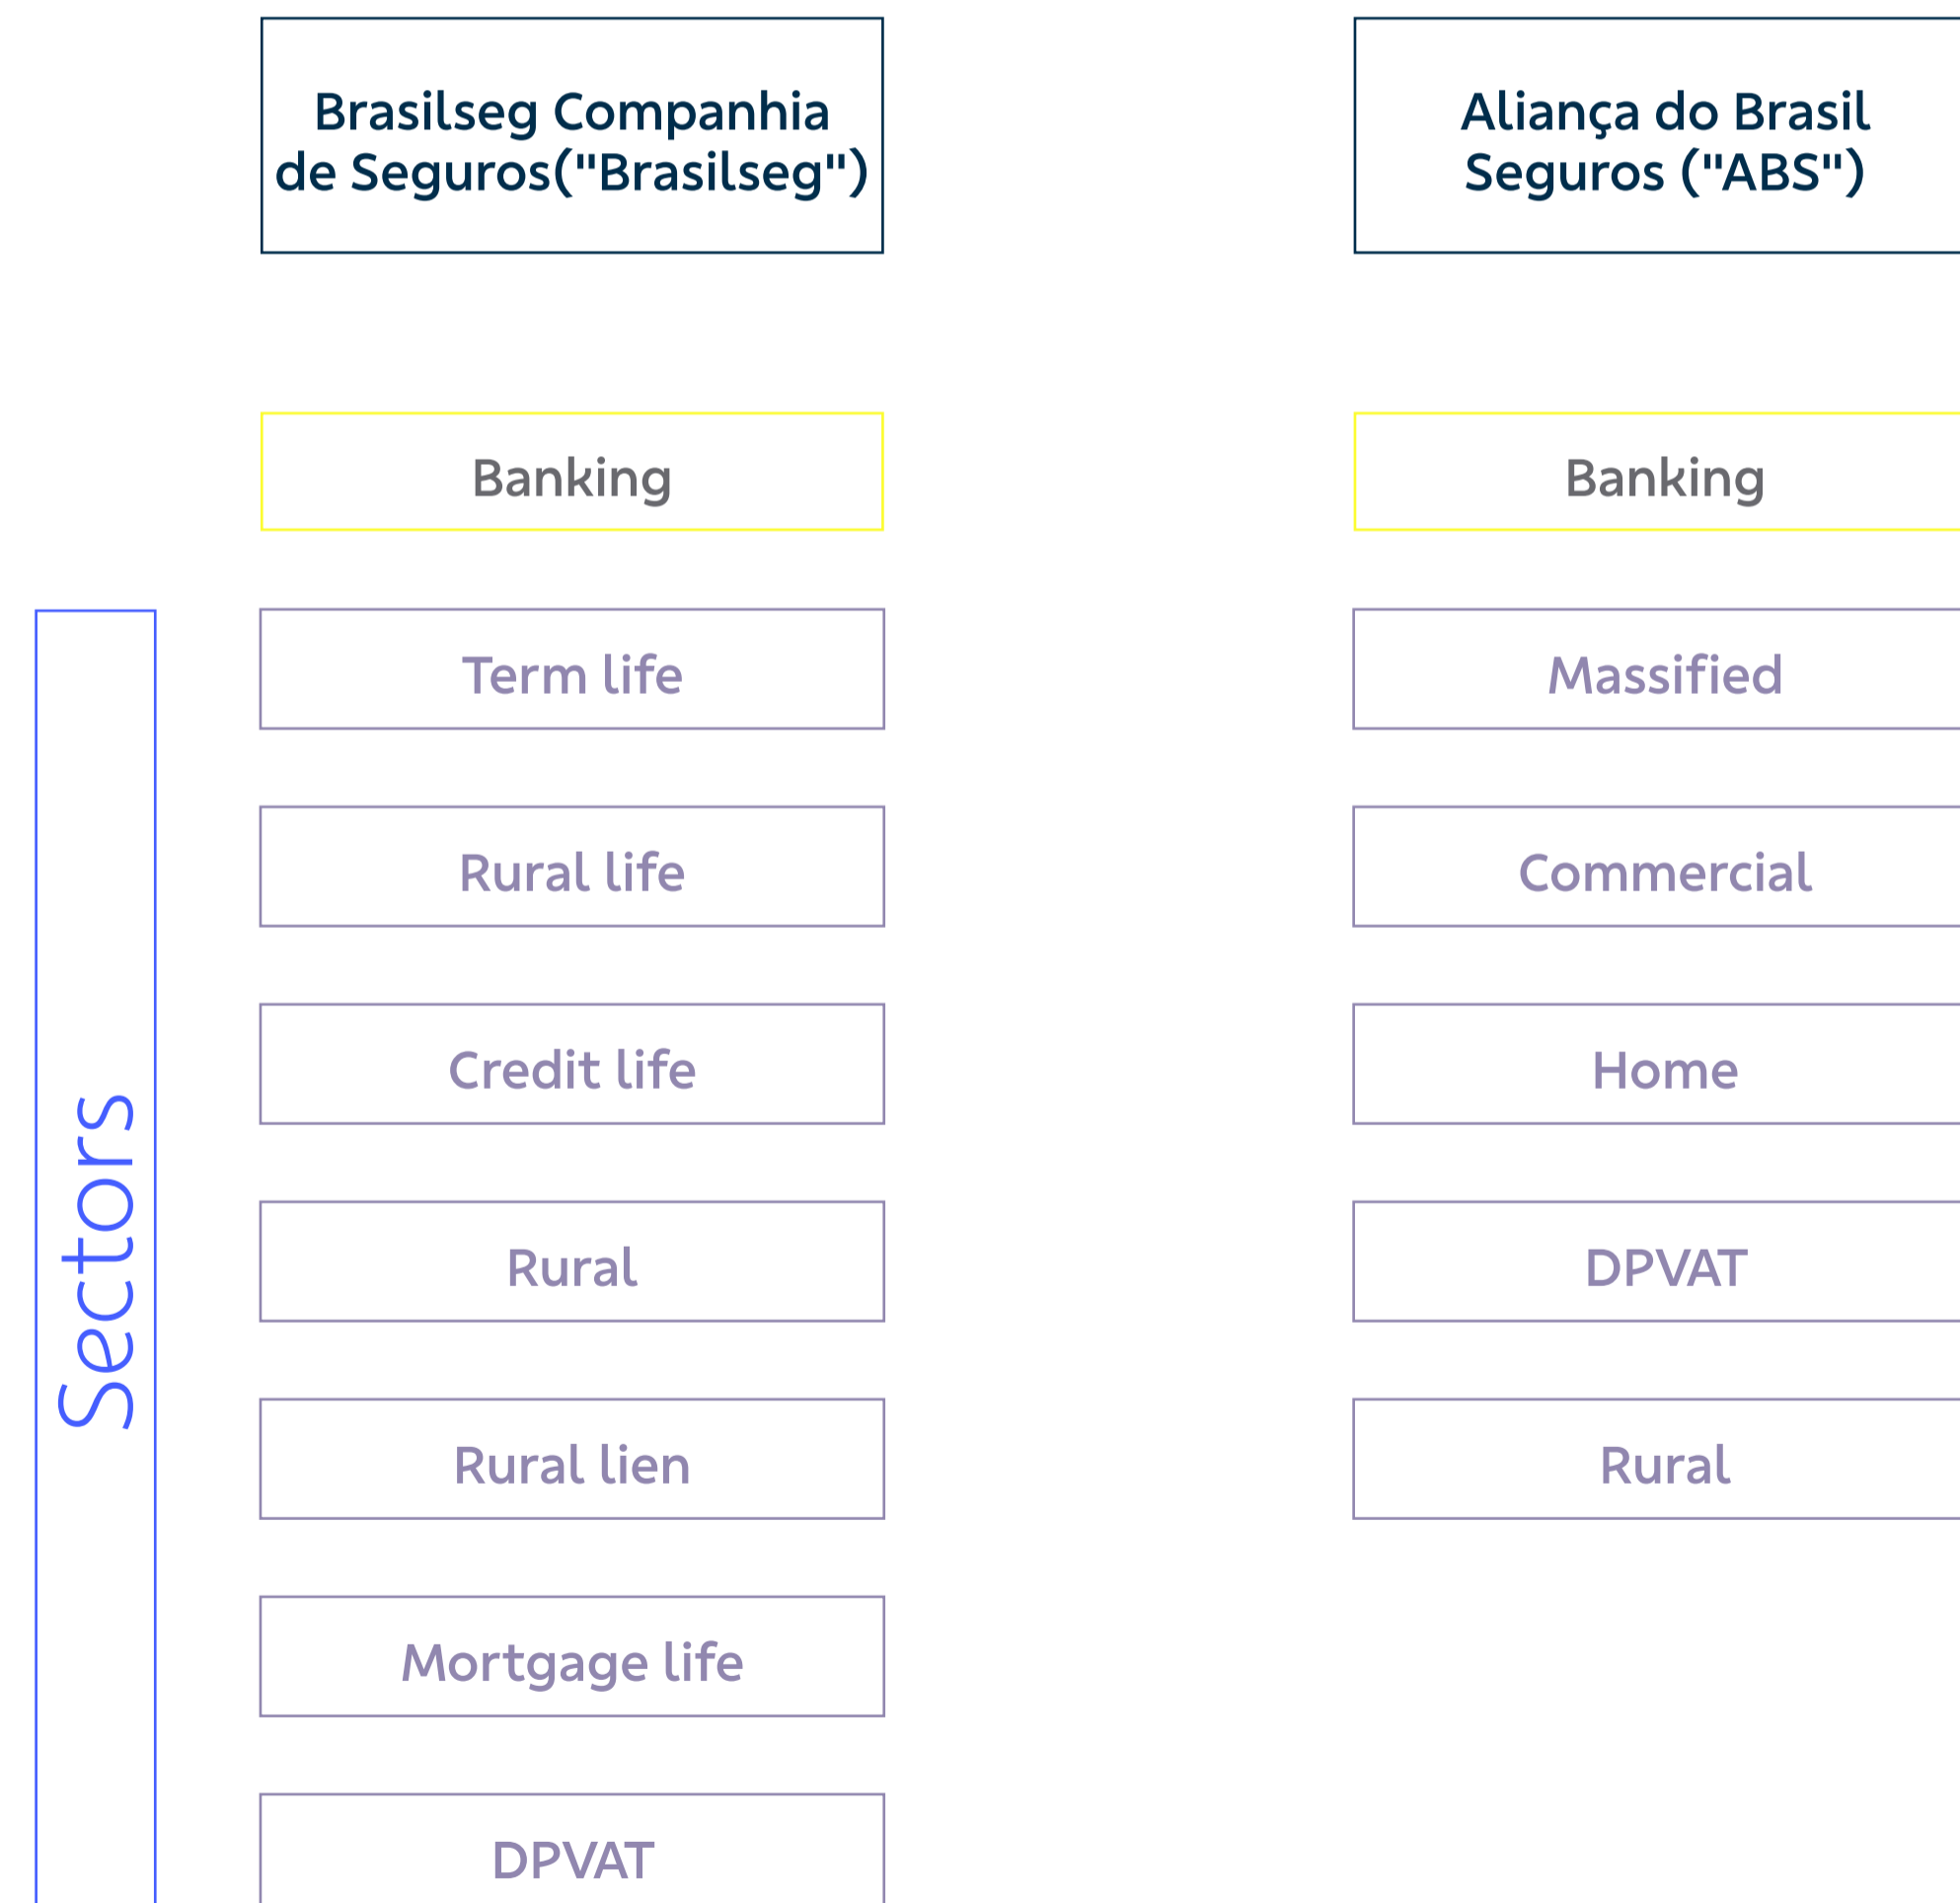 Brasilseg Companhia
de Seguros("Brasilseg")
Aliança do Brasil
Seguros ("ABS")
Banking
Banking
Sectors
Term life
Massified
Rural life
Commercial
Credit life
Home
Rural
DPVAT
Rural lien
Rural
Mortgage life
DPVAT